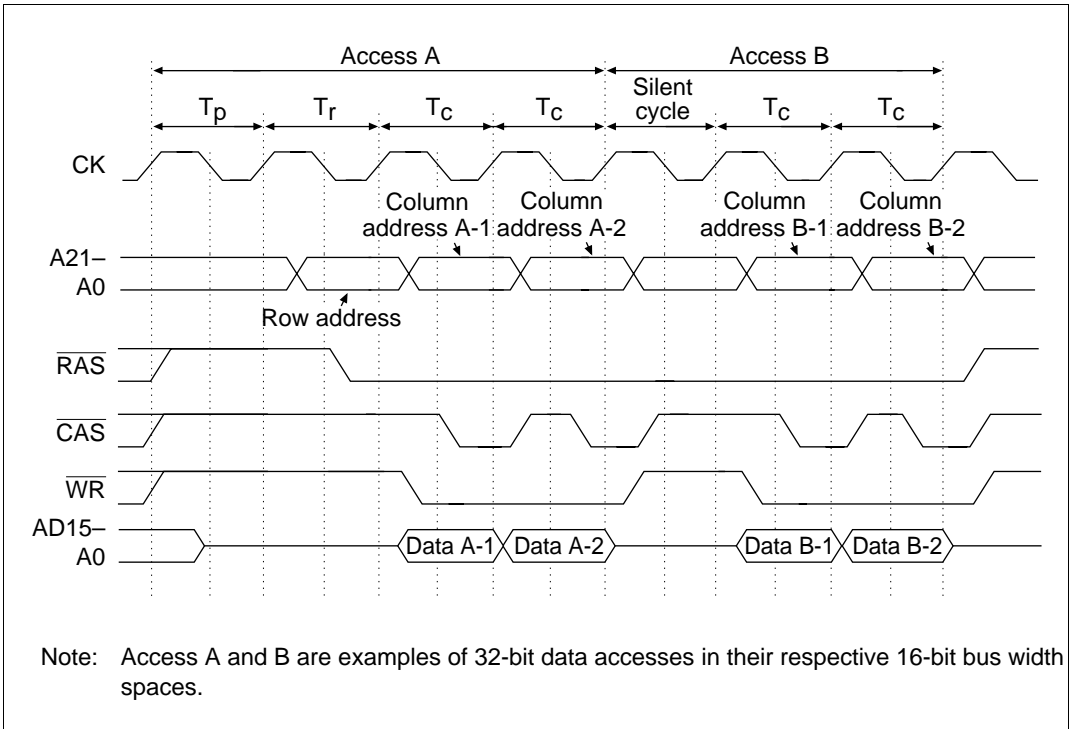 Access A Access B
Tp Tr Tc Tc Silent cycle Tc Tc
CK
Column address A-1 Column address A-2 Column address B-1 Column address B-2
A21–
A0
Row address
RAS
CAS
WR
AD15–
A0
Data A-1 Data A-2 Data B-1 Data B-2
Note: Access A and B are examples of 32-bit data accesses in their respective 16-bit bus width
spaces.